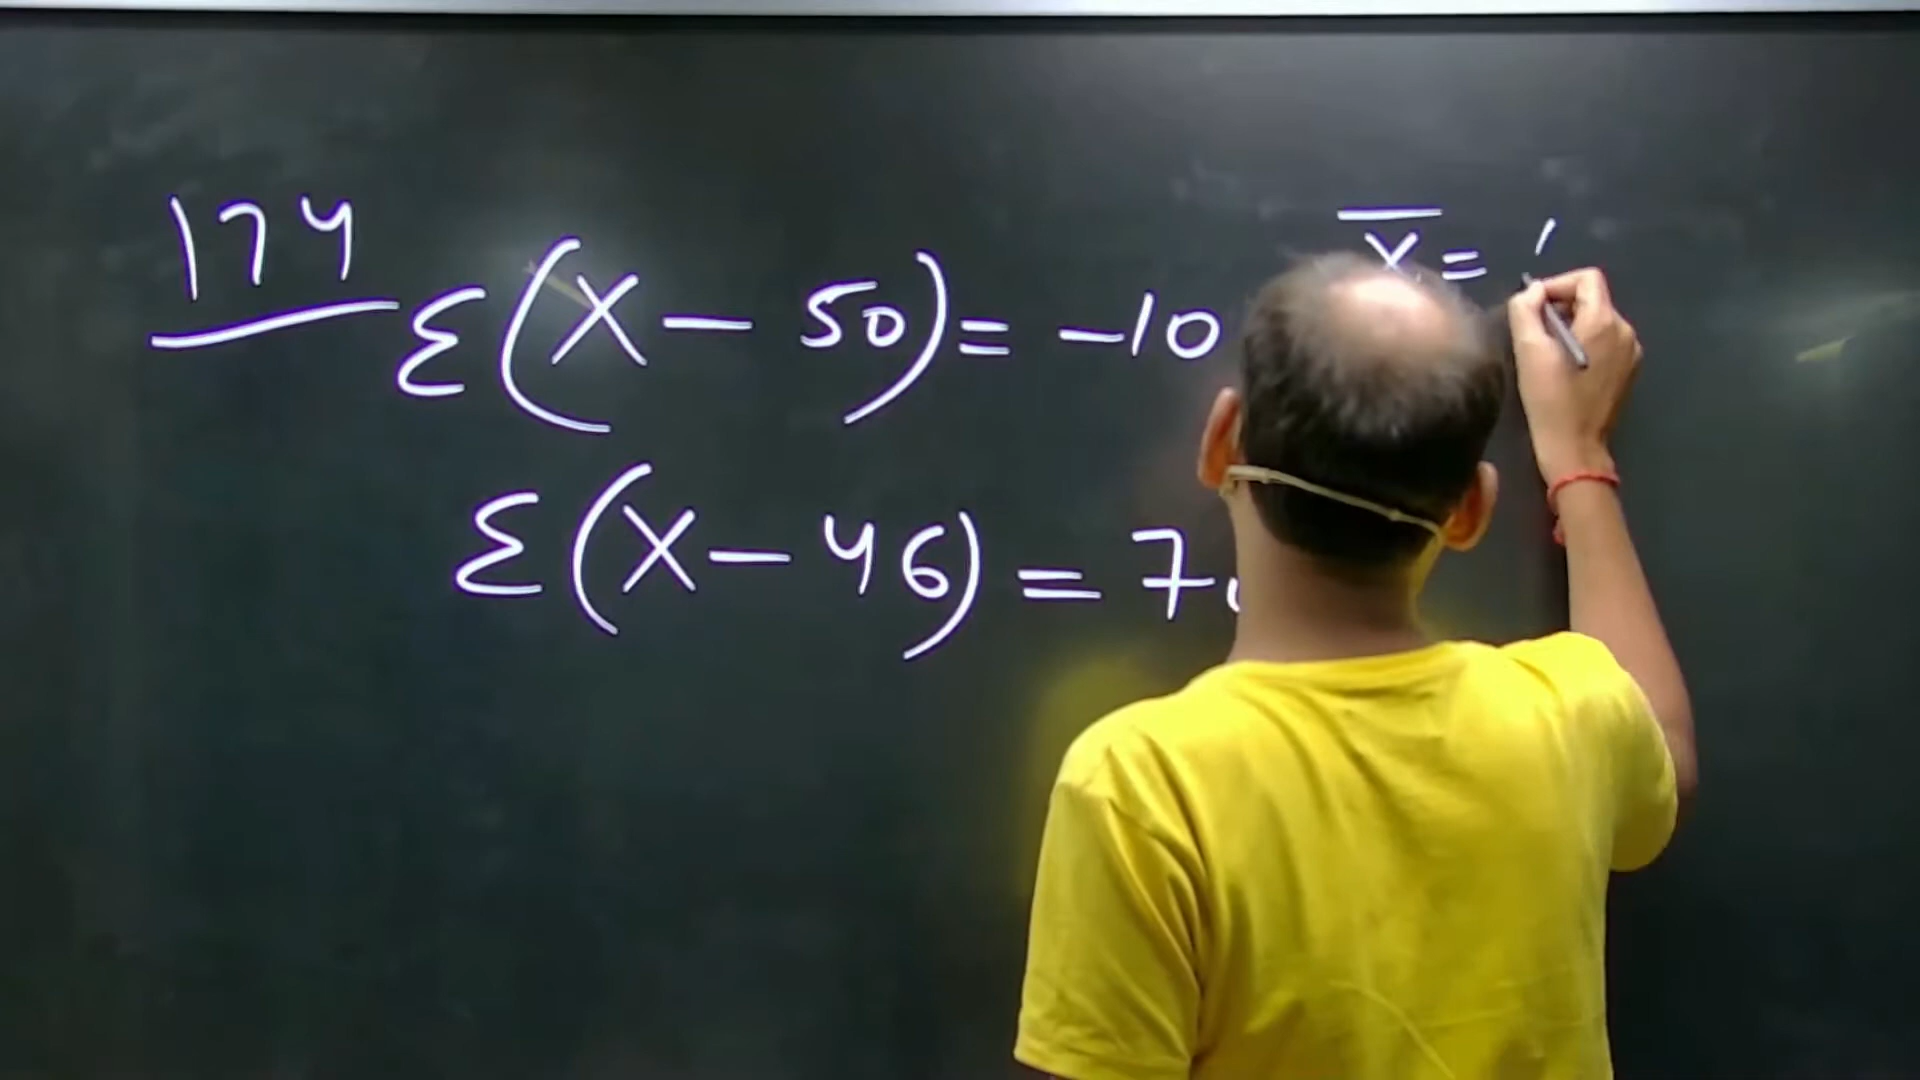 174
Ɛ(X – 50) = –10
X̅ =
Ɛ(X – 46) = 7